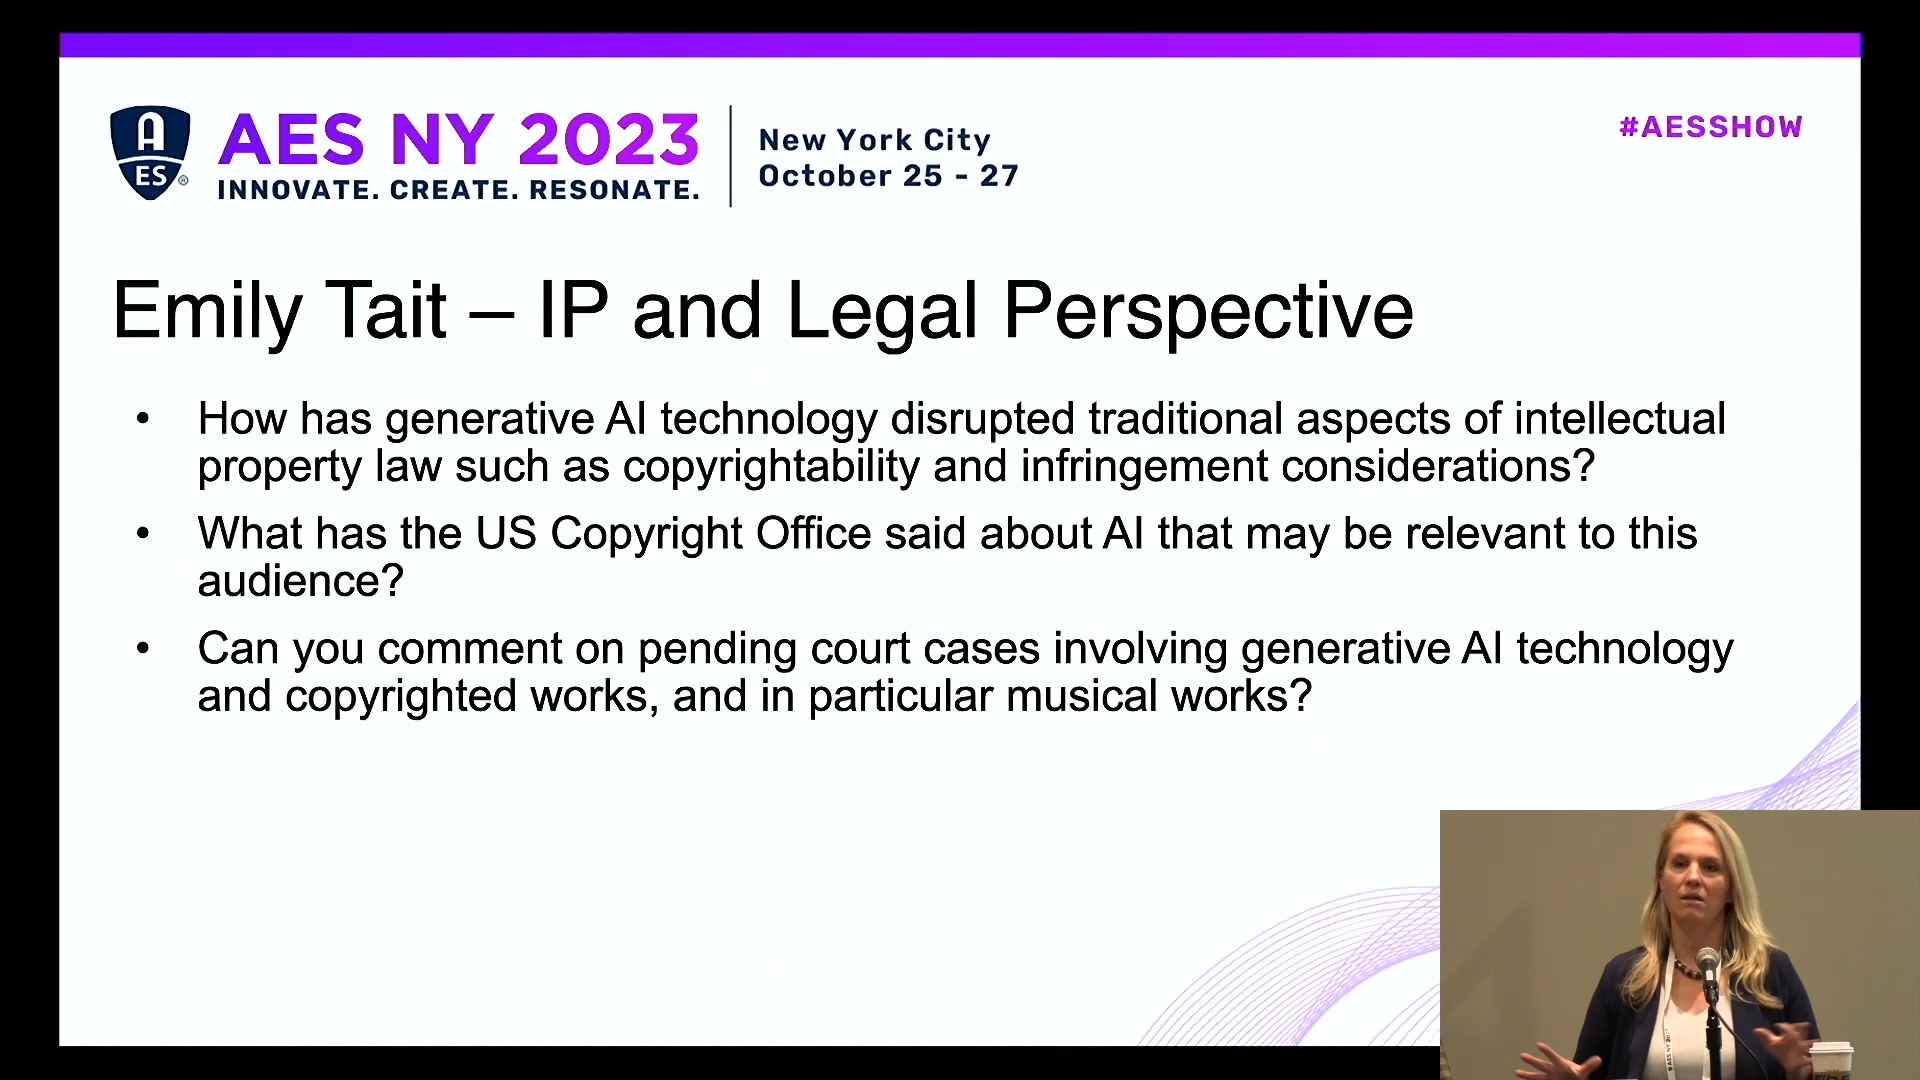 A
ES®
AES NY 2023
INNOVATE. CREATE. RESONATE.
New York City
October 25 - 27
#AESSHOW
Emily Tait – IP and Legal Perspective
• How has generative AI technology disrupted traditional aspects of intellectual
property law such as copyrightability and infringement considerations?
• What has the US Copyright Office said about AI that may be relevant to this
audience?
• Can you comment on pending court cases involving generative AI technology
and copyrighted works, and in particular musical works?